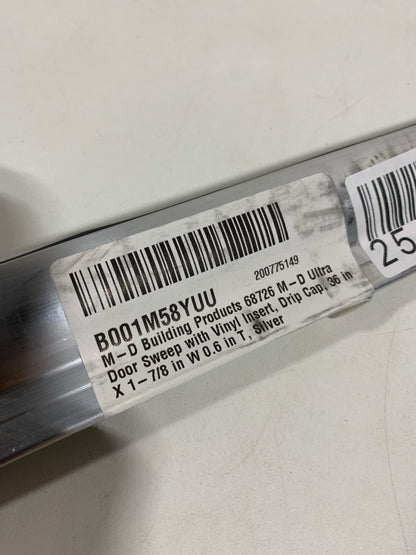 B001M58YUU
200775149
M-D Building Products 68726 M-D Ultra
Door Sweep with Vinyl Insert, Drip Cap, 36 in
X 1-7/8 in W 0.6 in T, Silver
25